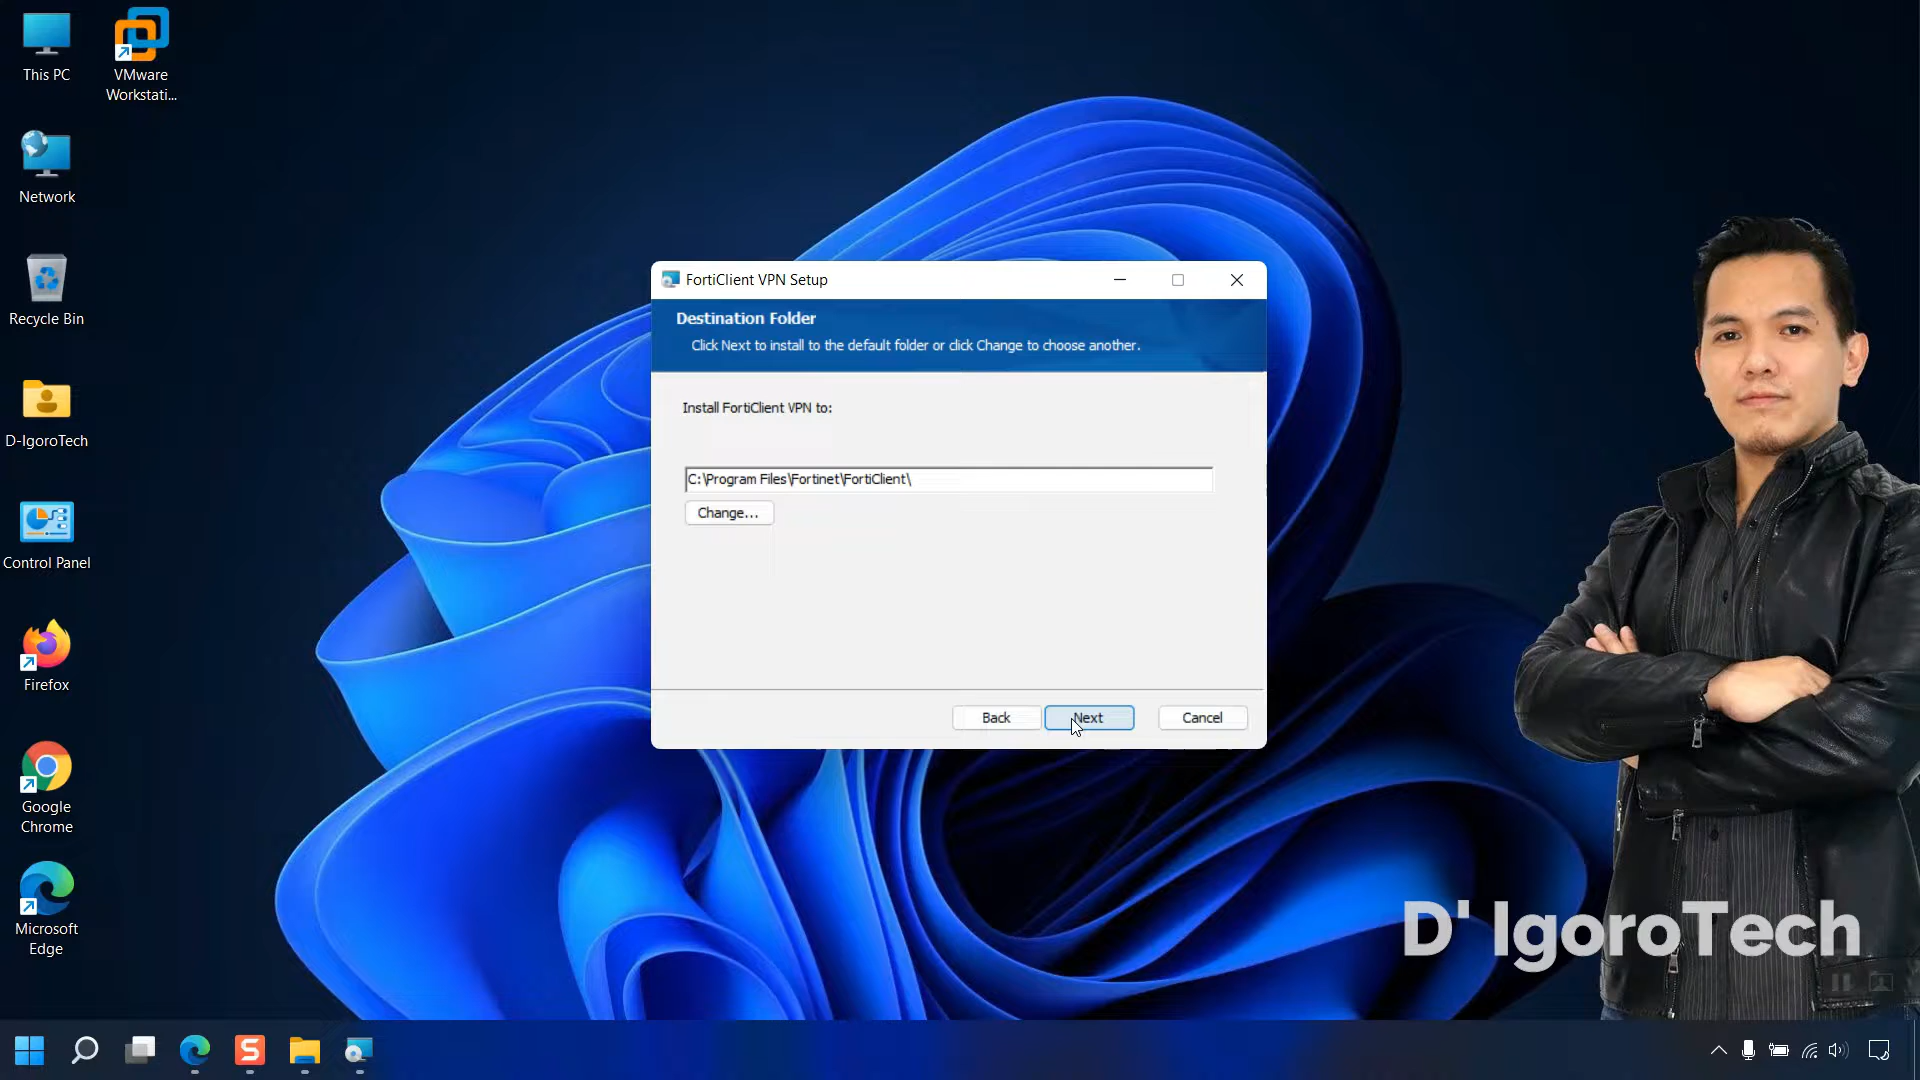 This PC
VMware
Workstati...
Network
Recycle Bin
D-IgoroTech
Control Panel
Firefox
Google
Chrome
Microsoft
Edge
FortiClient VPN Setup
Destination Folder
Click Next to install to the default folder or click Change to choose another.
Install FortiClient VPN to:
C:\Program Files\Fortinet\FortiClient\
Change...
Back
Next
Cancel
D' IgoroTech